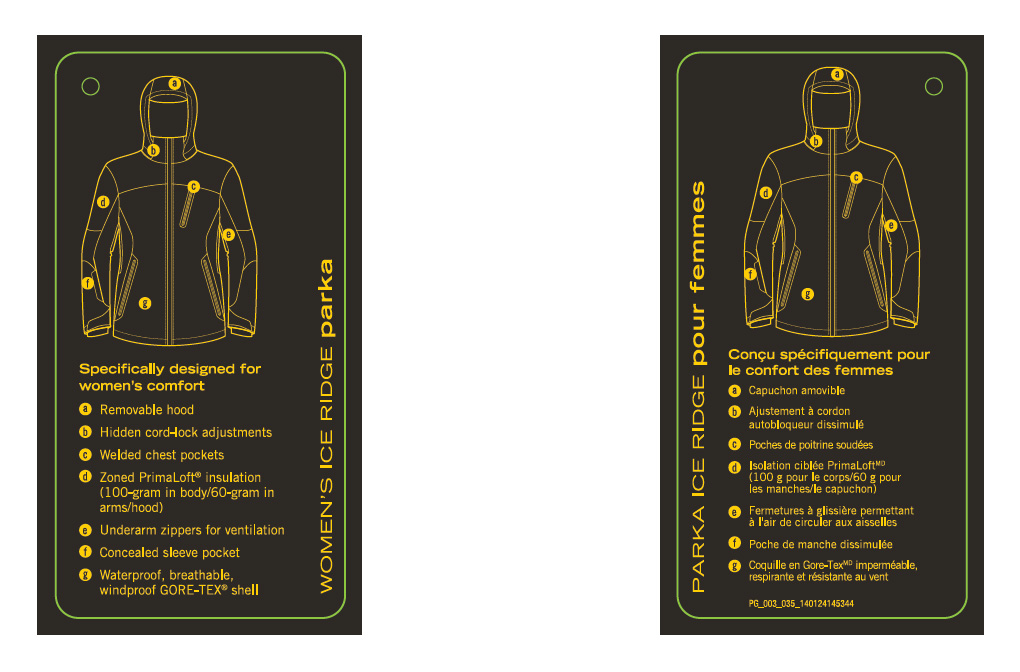 a
b
c
d
e
f
g
WOMEN'S ICE RIDGE parka
Specifically designed for
women's comfort
a Removable hood
b Hidden cord-lock adjustments
c Welded chest pockets
d Zoned PrimaLoft® insulation
(100-gram in body/60-gram in
arms/hood)
e Underarm zippers for ventilation
f Concealed sleeve pocket
g Waterproof, breathable,
windproof GORE-TEX® shell
a
b
c
d
e
f
g
PARKA ICE RIDGE pour femmes
Conçu spécifiquement pour
le confort des femmes
a Capuchon amovible
b Ajustement à cordon
autobloqueur dissimulé
c Poches de poitrine soudées
d Isolation ciblée PrimaLoftMD
(100 g pour le corps/60 g pour
les manches/le capuchon)
e Fermetures à glissière permettant
à l'air de circuler aux aisselles
f Poche de manche dissimulée
g Coquille en Gore-TexMD imperméable,
respirante et résistante au vent
PG_003_035_140124145344